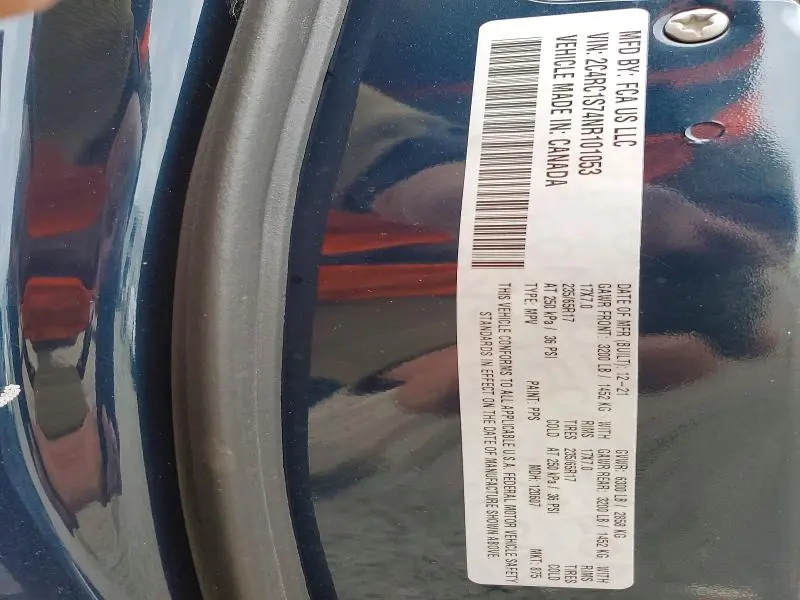 MFD BY: FCA US LLC
VIN: 2C4RC1S74NR101053
VEHICLE MADE IN: CANADA
DATE OF MFR (BUILT): 12-21 GVWR: 6300 LB / 2858 KG
GAWR FRONT: 3200 LB / 1452 KG WITH GAWR REAR: 3200 LB / 1452 KG WITH
17X7.0 RIMS 17X7.0 RIMS
235/65R17 TIRES 235/65R17 TIRES
AT 250 kPa / 36 PSI COLD AT 250 kPa / 36 PSI COLD
TYPE: MPV PAINT: PPS MDH: 120607 MKT: 875
THIS VEHICLE CONFORMS TO ALL APPLICABLE U.S.A. FEDERAL MOTOR VEHICLE SAFETY
STANDARDS IN EFFECT ON THE DATE OF MANUFACTURE SHOWN ABOVE